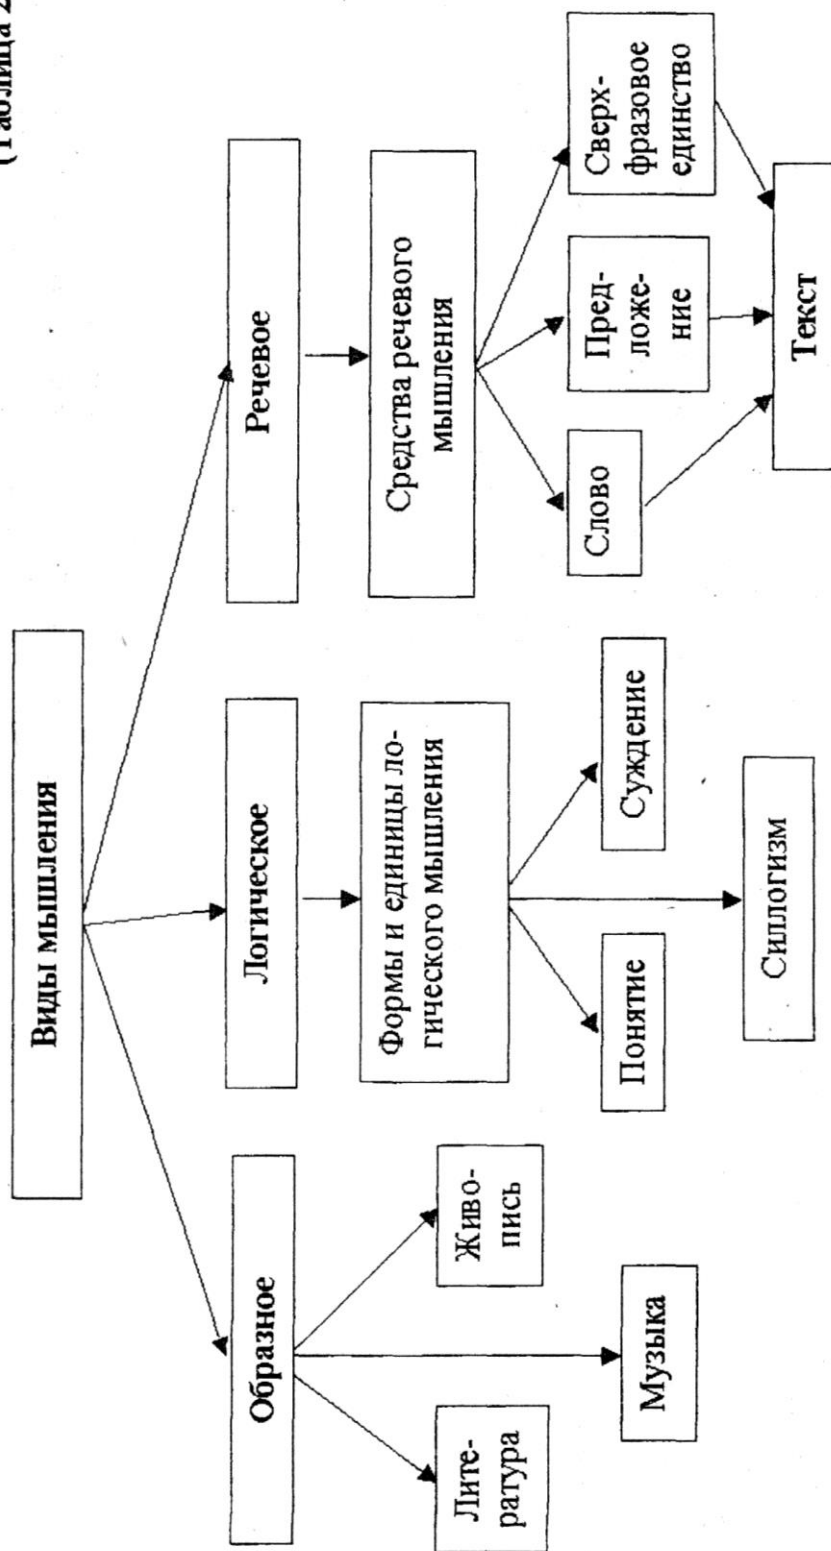 (Таблица 2
Виды мышления
Образное
Логическое
Речевое
Лите-
ратура
Живо-
пись
Музыка
Формы и единицы ло-
гического мышления
Понятие
Суждение
Силлогизм
Средства речевого
мышления
Слово
Пред-
ложе-
ние
Сверх-
фразовое
единство
Текст